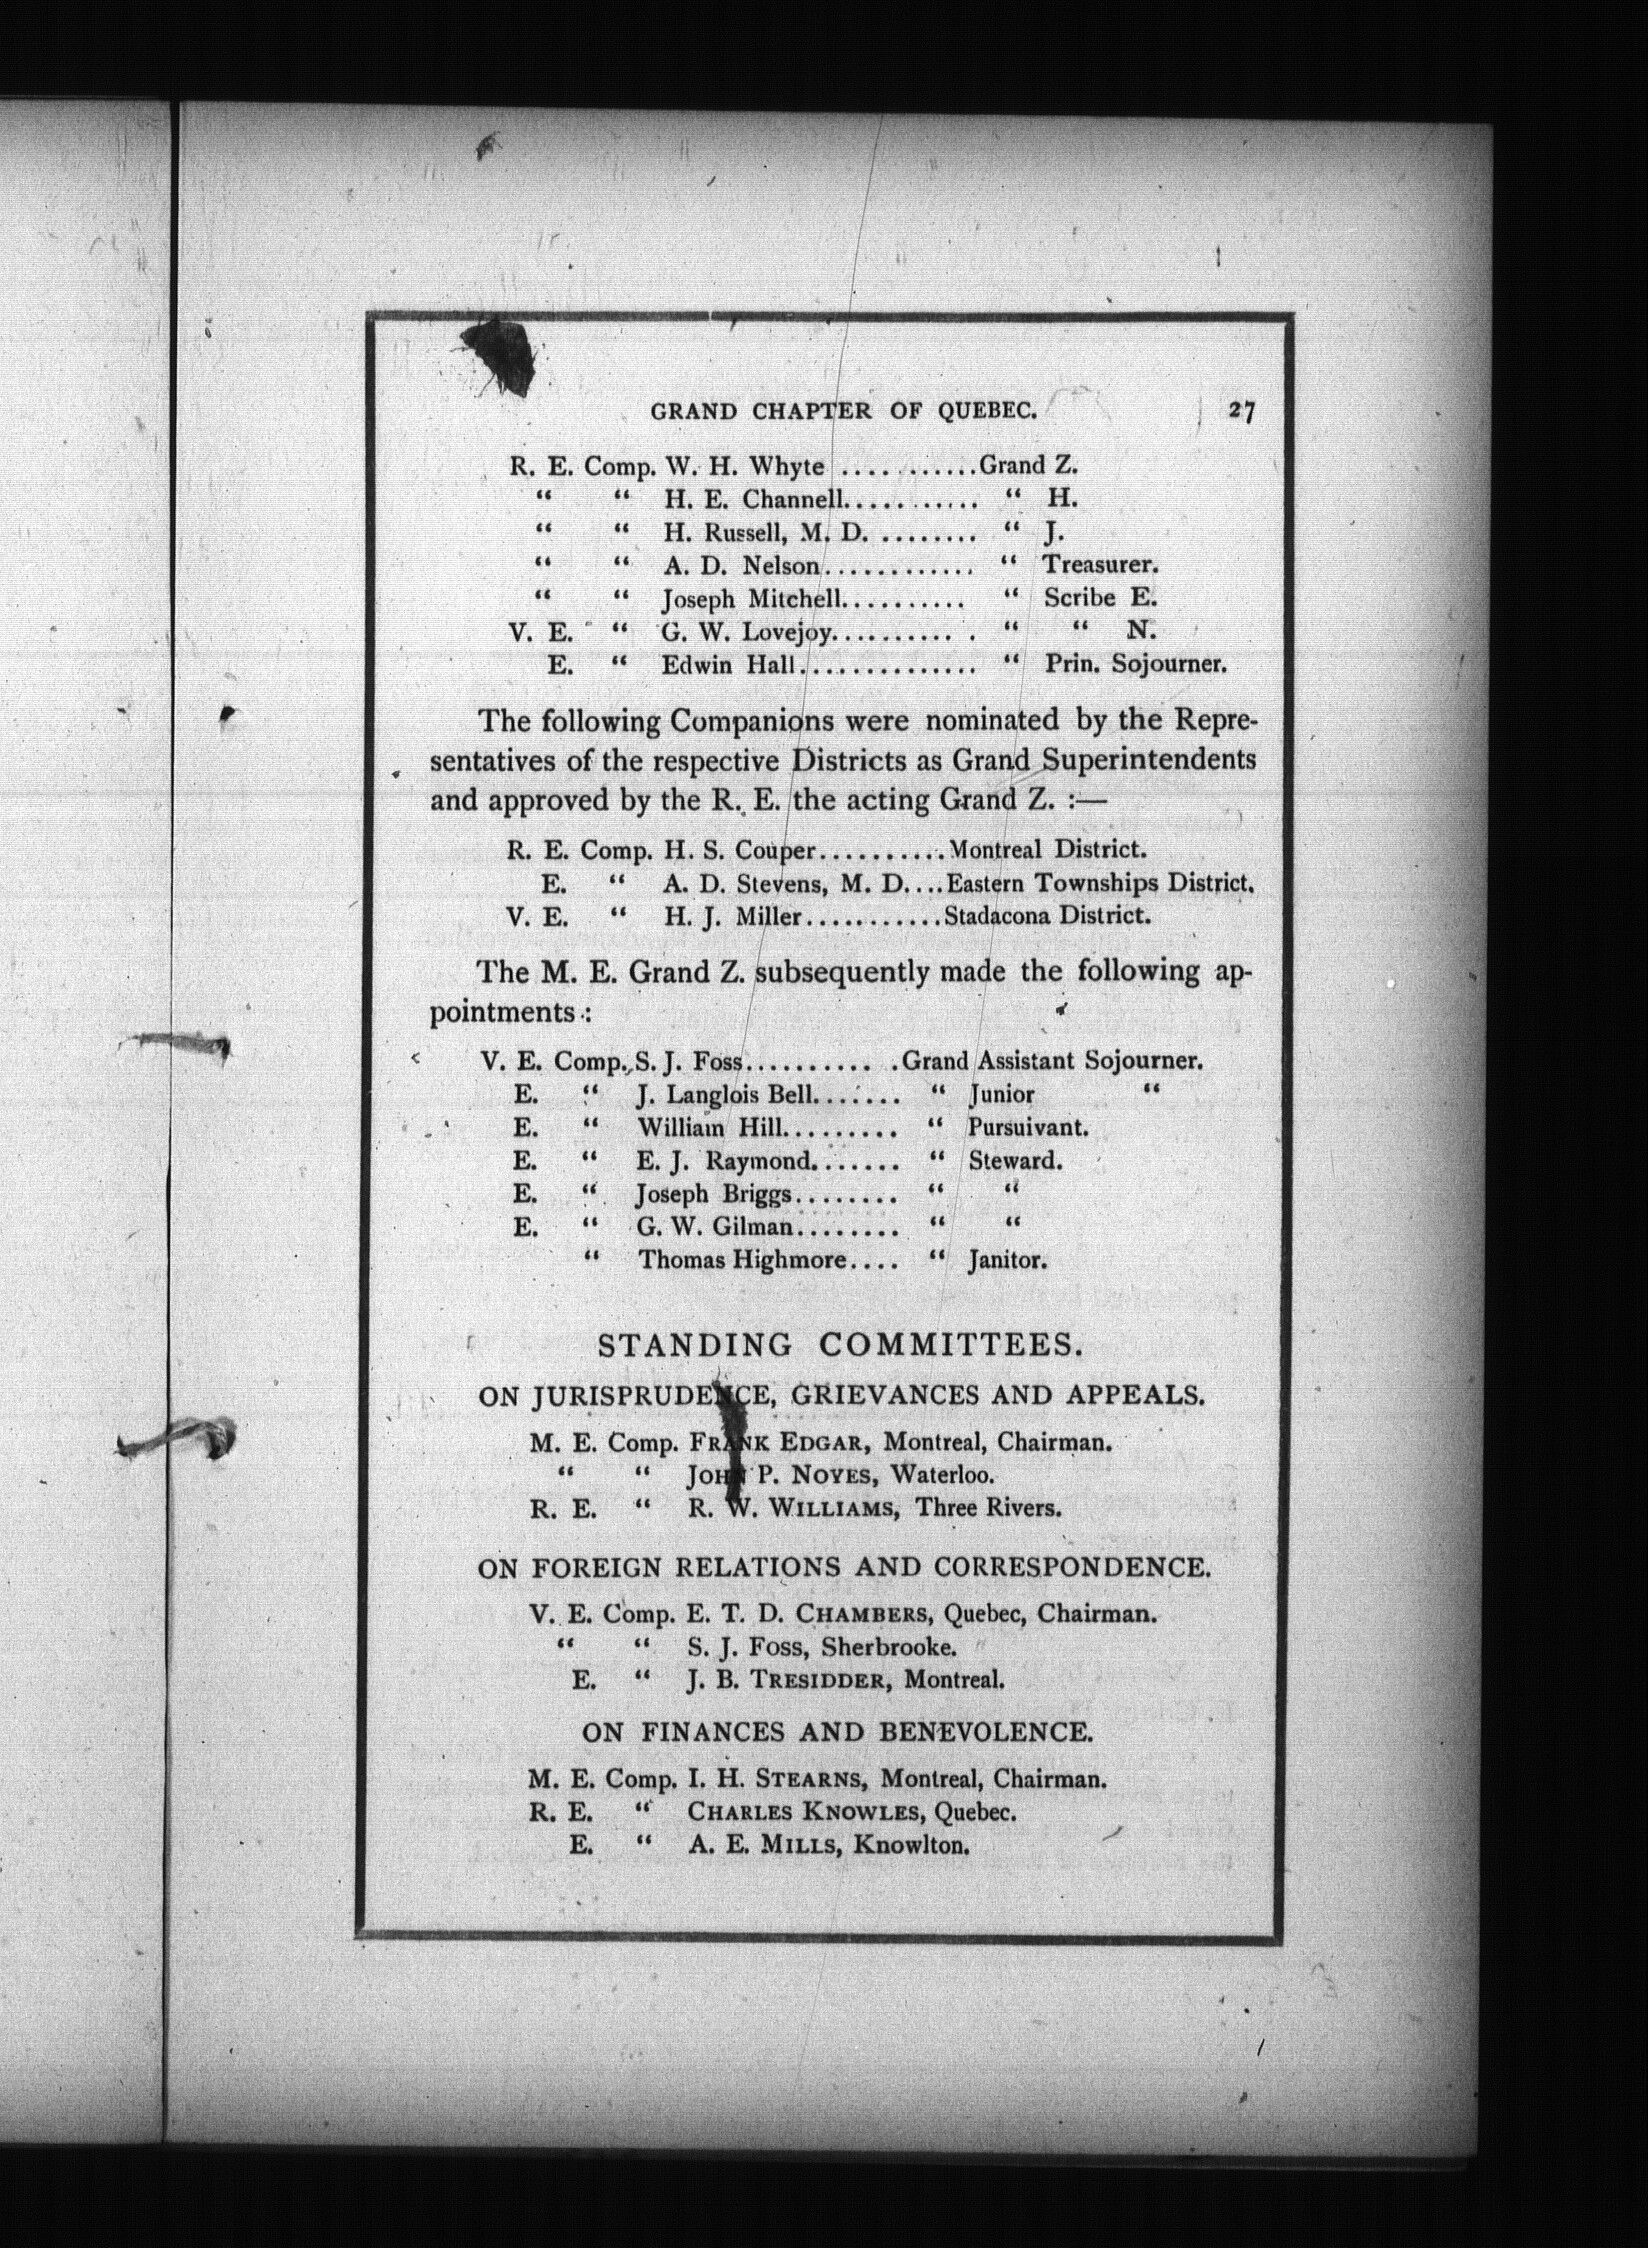 GRAND CHAPTER OF QUEBEC. 27
R. E. Comp. W. H. Whyte ...........Grand Z.
“ “ H. E. Channell........... “ H.
“ “ H. Russell, M. D. ........ “ J.
“ “ A. D. Nelson............ “ Treasurer.
“ “ Joseph Mitchell.......... “ Scribe E.
V. E. “ G. W. Lovejoy.......... . “ “ N.
E. “ Edwin Hall.............. “ Prin. Sojourner.
The following Companions were nominated by the Repre-
sentatives of the respective Districts as Grand Superintendents
and approved by the R. E. the acting Grand Z. :—
R. E. Comp. H. S. Couper..........Montreal District.
E. “ A. D. Stevens, M. D....Eastern Townships District.
V. E. “ H. J. Miller...........Stadacona District.
The M. E. Grand Z. subsequently made the following ap-
pointments :
V. E. Comp. S. J. Foss.......... .Grand Assistant Sojourner.
E. “ J. Langlois Bell....... “ Junior “
E. “ William Hill......... “ Pursuivant.
E. “ E. J. Raymond....... “ Steward.
E. “ Joseph Briggs........ “ “
E. “ G. W. Gilman........ “ “
“ Thomas Highmore.... “ Janitor.
STANDING COMMITTEES.
ON JURISPRUDENCE, GRIEVANCES AND APPEALS.
M. E. Comp. FRANK EDGAR, Montreal, Chairman.
“ “ JOHN P. NOYES, Waterloo.
R. E. “ R. W. WILLIAMS, Three Rivers.
ON FOREIGN RELATIONS AND CORRESPONDENCE.
V. E. Comp. E. T. D. CHAMBERS, Quebec, Chairman.
“ “ S. J. FOSS, Sherbrooke.
E. “ J. B. TRESIDDER, Montreal.
ON FINANCES AND BENEVOLENCE.
M. E. Comp. I. H. STEARNS, Montreal, Chairman.
R. E. “ CHARLES KNOWLES, Quebec.
E. “ A. E. MILLS, Knowlton.